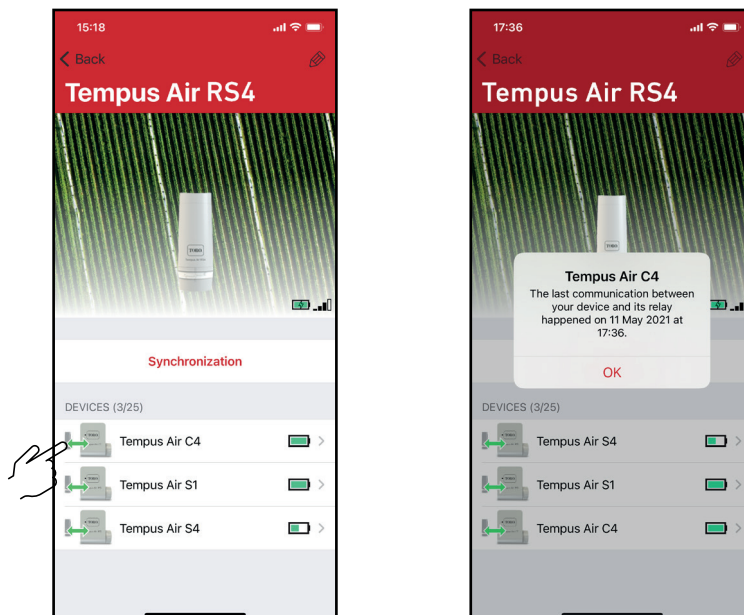 15:18
Back
Tempus Air RS4
TORO
Synchronization
DEVICES (3/25)
Tempus Air C4
Tempus Air S1
Tempus Air S4
17:36
Back
Tempus Air RS4
TORO
Tempus Air C4
The last communication between
your device and its relay
happened on 11 May 2021 at
17:36.
OK
DEVICES (3/25)
Tempus Air S4
Tempus Air S1
Tempus Air C4